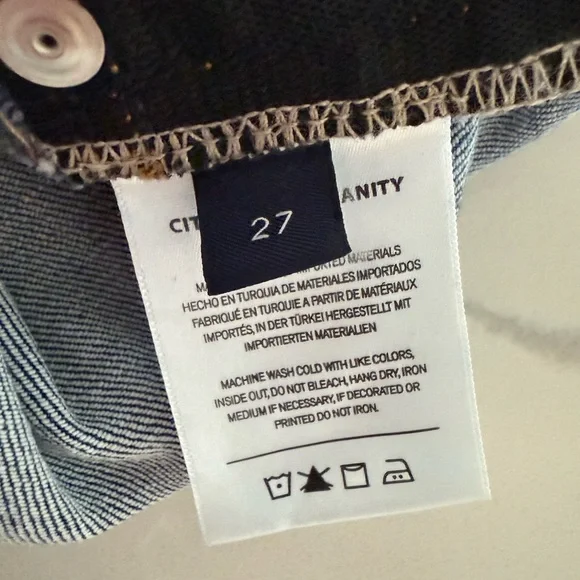 CIT ANITY
27
IMPORTED MATERIALS
HECHO EN TURQUIA DE MATERIALES IMPORTADOS
FABRIQUÉ EN TURQUIE A PARTIR DE MATÉRIAUX
IMPORTÉS, IN DER TÜRKEI HERGESTELLT MIT
IMPORTIERTEN MATERIALIEN
MACHINE WASH COLD WITH LIKE COLORS,
INSIDE OUT, DO NOT BLEACH, HANG DRY, IRON
MEDIUM IF NECESSARY, IF DECORATED OR
PRINTED DO NOT IRON.